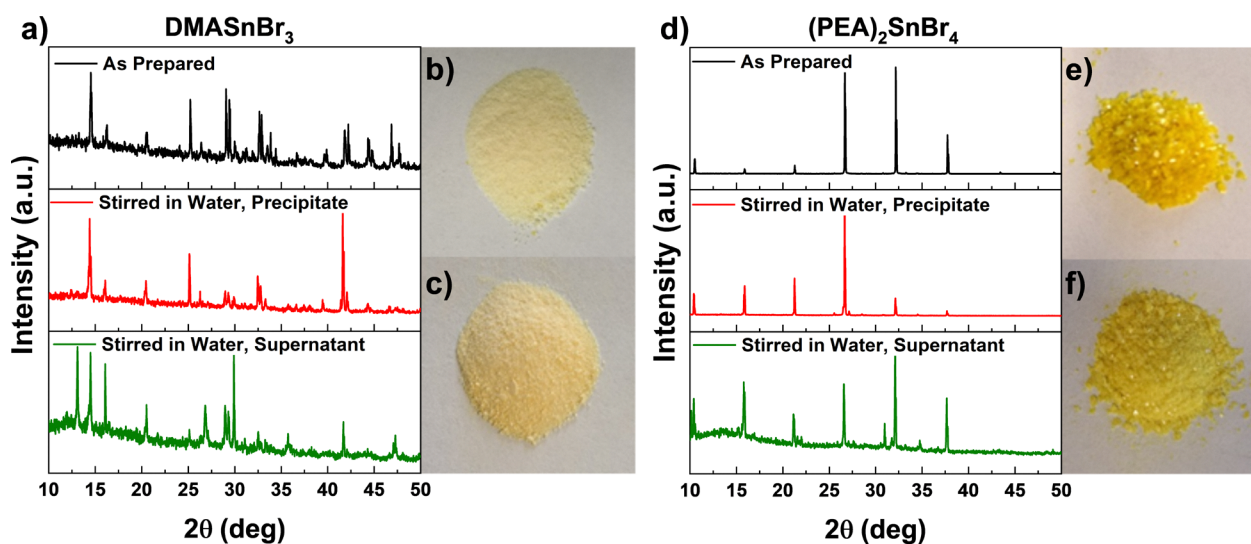 a)
DMASnBr₃
As Prepared
Stirred in Water, Precipitate
Stirred in Water, Supernatant
Intensity (a.u.)
10 15 20 25 30 35 40 45 50
2θ (deg)
b)
c)
d)
(PEA)₂SnBr₄
As Prepared
Stirred in Water, Precipitate
Stirred in Water, Supernatant
Intensity (a.u.)
10 15 20 25 30 35 40 45 50
2θ (deg)
e)
f)